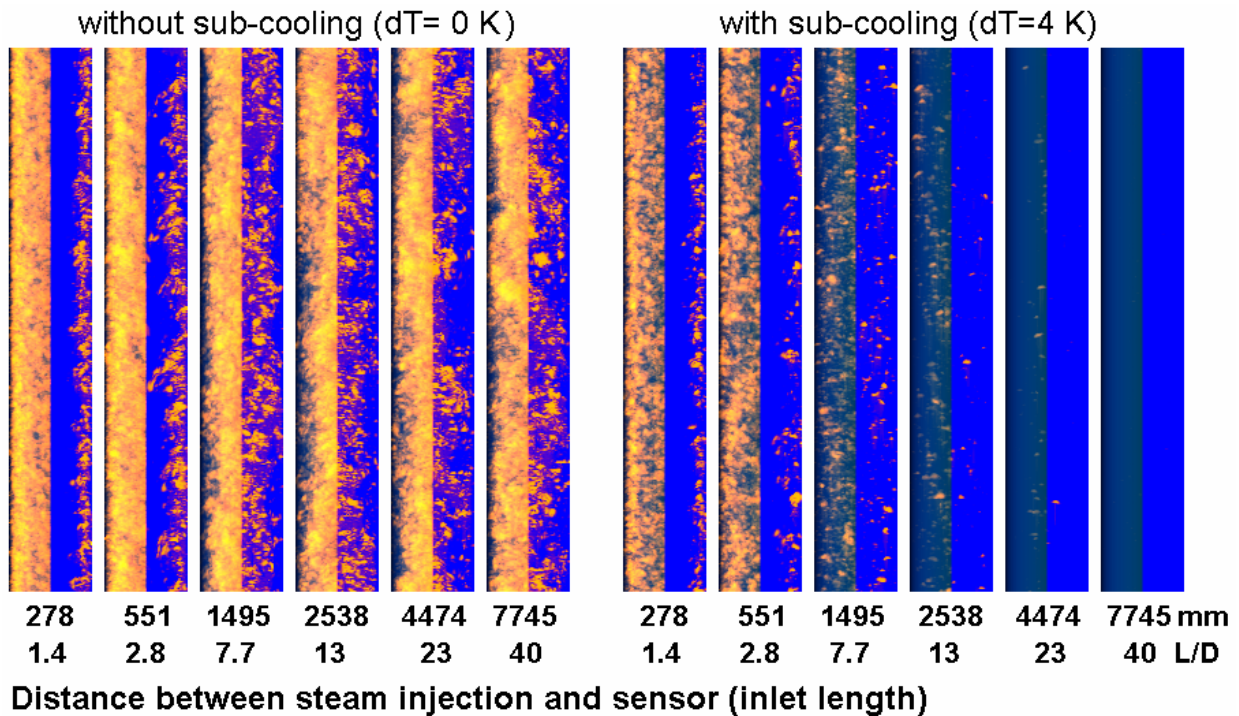 without sub-cooling (dT= 0 K)
with sub-cooling (dT=4 K)
278 551 1495 2538 4474 7745 278 551 1495 2538 4474 7745 mm
1.4 2.8 7.7 13 23 40 1.4 2.8 7.7 13 23 40 L/D
Distance between steam injection and sensor (inlet length)